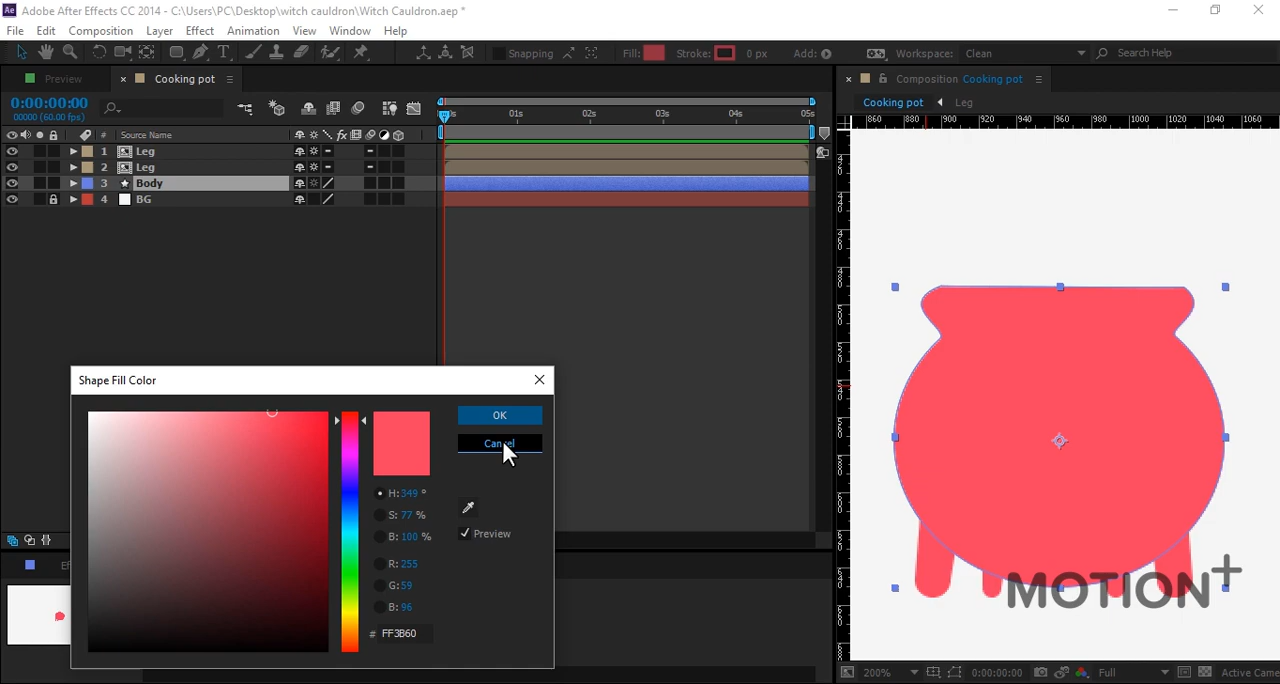 Adobe After Effects CC 2014 - C:\Users\PC\Desktop\witch cauldron\Witch Cauldron.aep *
File Edit Composition Layer Effect Animation View Window Help
Snapping Fill: Stroke: 0 px Add: Workspace: Clean Search Help
Preview × Cooking pot × Composition Cooking pot
0:00:00:00
00000 (60.00 fps)
01s 02s 03s 04s 05s
Cooking pot Leg
860 880 900 920 940 960 980 1000 1020 1040 1060
# Source Name
1 Leg
2 Leg
3 Body
4 BG
Shape Fill Color
OK
Cancel
H: 349 °
S: 77 %
B: 100 %
Preview
R: 255
G: 59
B: 96
# FF3B60
MOTION+
200% 0:00:00:00 Full Active Came